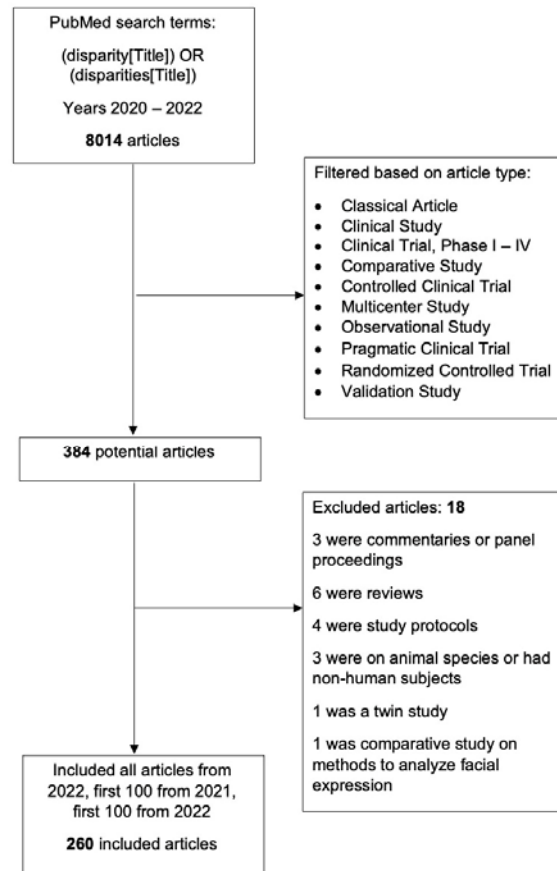 PubMed search terms:
(disparity[Title]) OR
(disparities[Title])
Years 2020 – 2022
8014 articles
Filtered based on article type:
• Classical Article
• Clinical Study
• Clinical Trial, Phase I – IV
• Comparative Study
• Controlled Clinical Trial
• Multicenter Study
• Observational Study
• Pragmatic Clinical Trial
• Randomized Controlled Trial
• Validation Study
384 potential articles
Excluded articles: 18
3 were commentaries or panel
proceedings
6 were reviews
4 were study protocols
3 were on animal species or had
non-human subjects
1 was a twin study
1 was comparative study on
methods to analyze facial
expression
Included all articles from
2022, first 100 from 2021,
first 100 from 2022
260 included articles